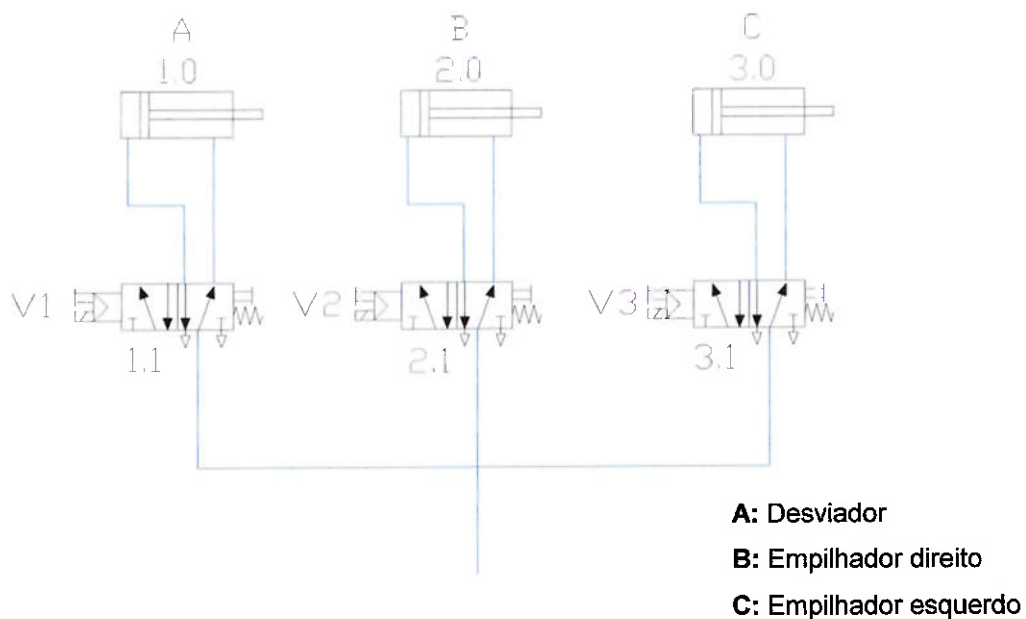 A B C
1.0 2.0 3.0
V1 V2 V3
1.1 2.1 3.1
A: Desviador
B: Empilhador direito
C: Empilhador esquerdo